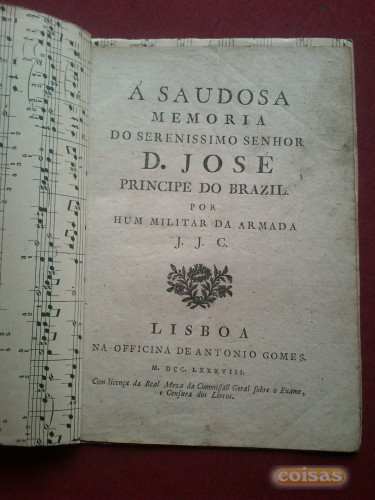 Á SAUDOSA
MEMORIA
DO SERENISSIMO SENHOR
D. JOSÉ
PRINCIPE DO BRAZIL.
POR
HUM MILITAR DA ARMADA
J. J. C.
LISBOA
NA OFFICINA DE ANTONIO GOMES.
M. DCC. LXXXVIII.
Com licença da Real Meza da Commissaõ Geral sobre o Exame,
e Censura dos Livros.
coisas